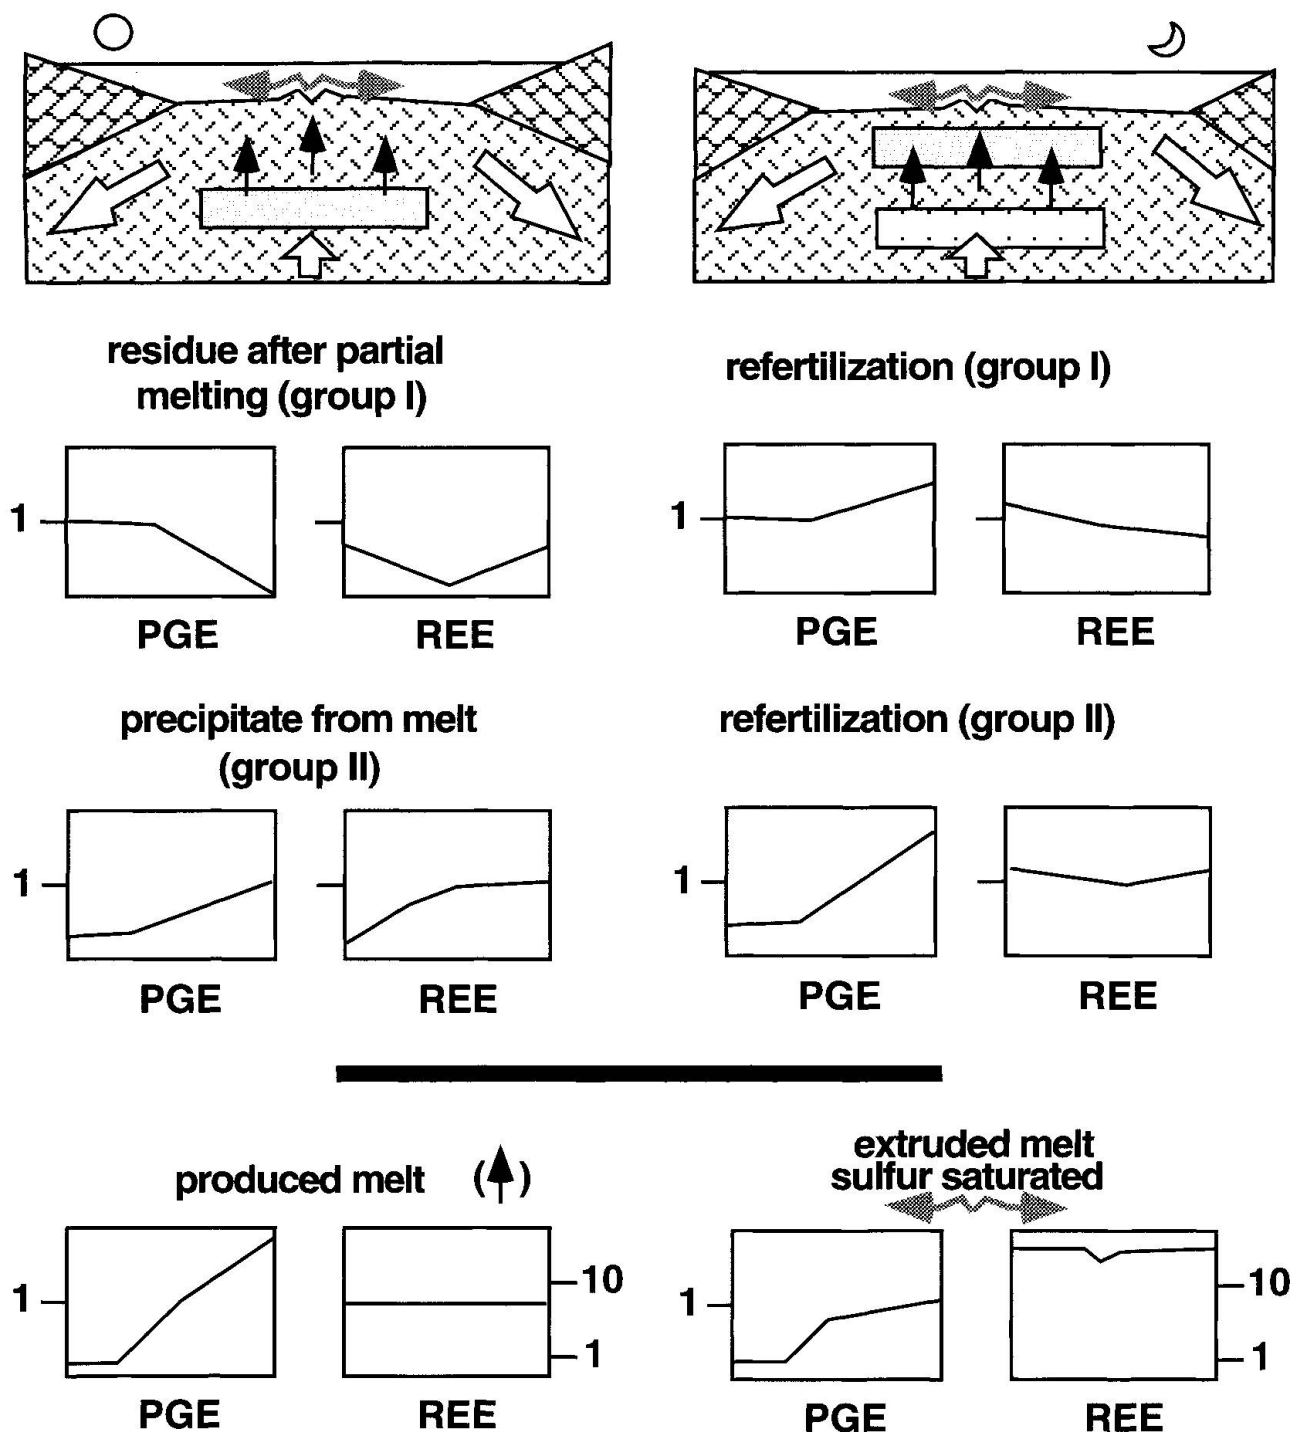 residue after partial
melting (group I)
refertilization (group I)
1
1
PGE
REE
PGE
REE
precipitate from melt
(group II)
refertilization (group II)
1
1
PGE
REE
PGE
REE
produced melt ( )
extruded melt
sulfur saturated
1
10
1
1
10
1
PGE
REE
PGE
REE